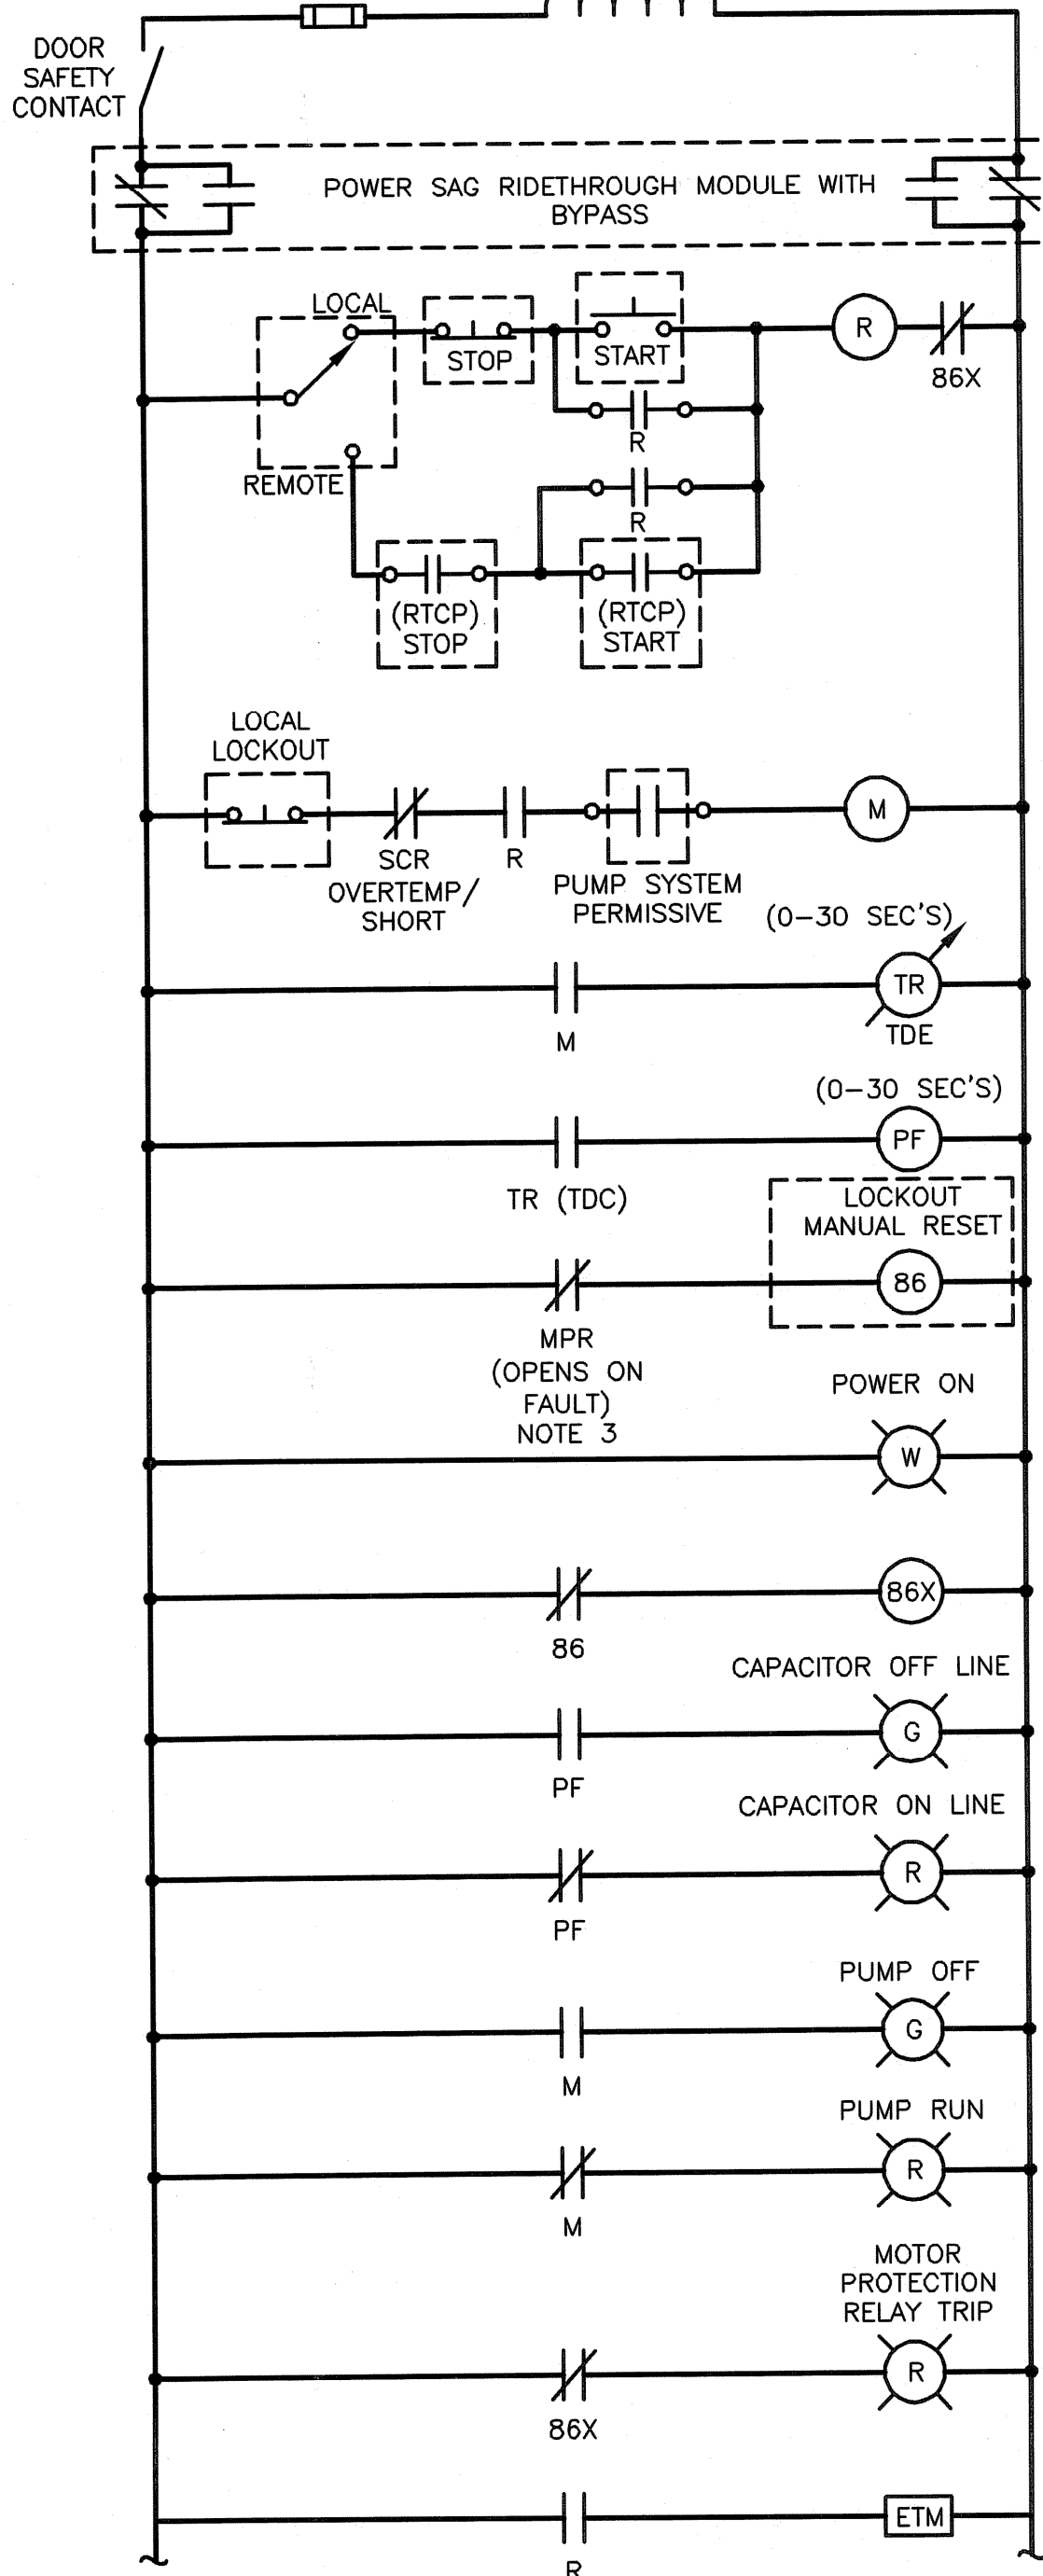 DOOR
SAFETY
CONTACT
POWER SAG RIDETHROUGH MODULE WITH
BYPASS
LOCAL
STOP
START
R
86X
R
REMOTE
R
(RTCP)
STOP
(RTCP)
START
LOCAL
LOCKOUT
M
SCR
OVERTEMP/
SHORT
R
PUMP SYSTEM
PERMISSIVE
(0-30 SEC'S)
TR
TDE
M
(0-30 SEC'S)
PF
TR (TDC)
LOCKOUT
MANUAL RESET
86
MPR
(OPENS ON
FAULT)
NOTE 3
POWER ON
W
86X
86
CAPACITOR OFF LINE
G
PF
CAPACITOR ON LINE
R
PF
PUMP OFF
G
M
PUMP RUN
R
M
MOTOR
PROTECTION
RELAY TRIP
R
86X
ETM
R